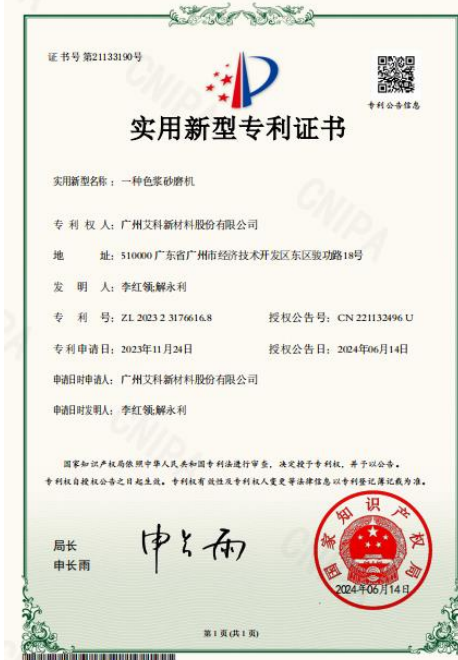 证书号第21133190号
专利公告信息
实用新型专利证书
实用新型名称：一种色浆砂磨机
专利权人：广州艾科新材料股份有限公司
地址：510000 广东省广州市经济技术开发区东区骏功路18号
发明人：李红领;解永利
专利号：ZL 2023 2 3176616.8 授权公告号：CN 221132496 U
专利申请日：2023年11月24日 授权公告日：2024年06月14日
申请日时申请人：广州艾科新材料股份有限公司
申请日时发明人：李红领;解永利
国家知识产权局依照中华人民共和国专利法进行审查，决定授予专利权，并予以公告。
专利权自授权公告之日起生效。专利权有效性及专利权人变更等法律信息以专利登记簿记载为准。
局长
申长雨
申长雨
国家知识产权局
2024年06月14日
第 1 页 (共 1 页)
CNIPA
CNIPA